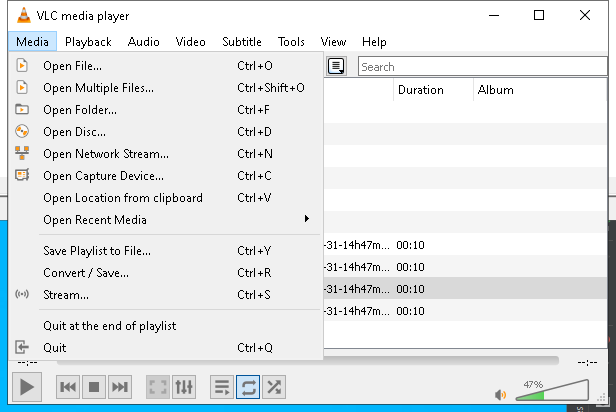 VLC media player
Media Playback Audio Video Subtitle Tools View Help
Open File... Ctrl+O
Search
Open Multiple Files... Ctrl+Shift+O
Duration Album
Open Folder... Ctrl+F
Open Disc... Ctrl+D
Open Network Stream... Ctrl+N
Open Capture Device... Ctrl+C
Open Location from clipboard Ctrl+V
Open Recent Media
-31-14h47m... 00:10
Save Playlist to File... Ctrl+Y
Convert / Save... Ctrl+R
-31-14h47m... 00:10
Stream... Ctrl+S
-31-14h47m... 00:10
-31-14h47m... 00:10
Quit at the end of playlist
Quit Ctrl+Q
--:-- --:--
47%